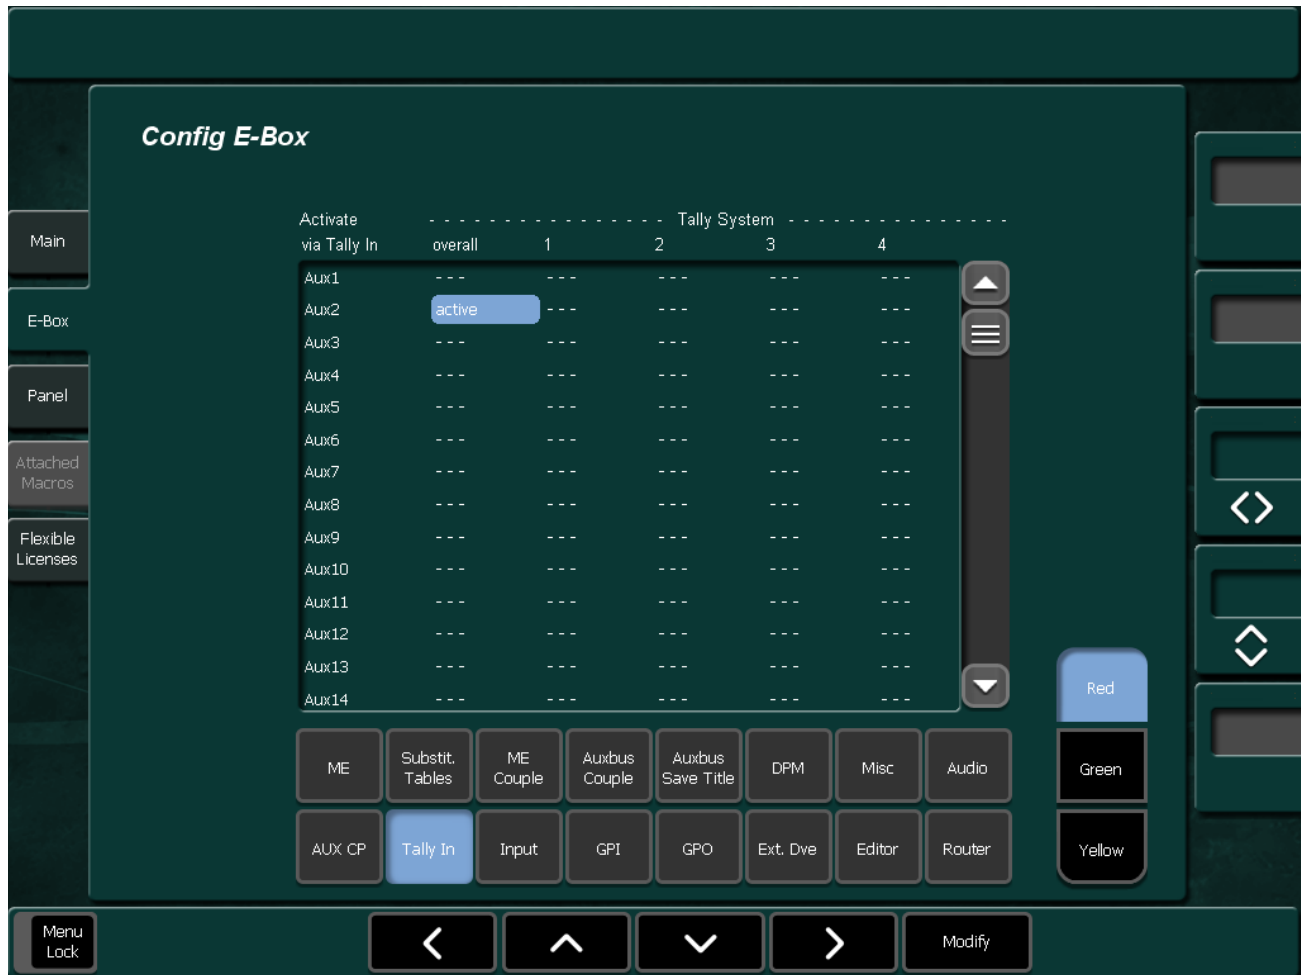 Config E-Box
Activate - - - - - - - - - - - - - - - - - - Tally System - - - - - - - - - - - - - - - -
via Tally In overall 1 2 3 4
Aux1 - - - - - - - - - - - - - - -
Aux2 active - - - - - - - - - - - -
Aux3 - - - - - - - - - - - - - - -
Aux4 - - - - - - - - - - - - - - -
Aux5 - - - - - - - - - - - - - - -
Aux6 - - - - - - - - - - - - - - -
Aux7 - - - - - - - - - - - - - - -
Aux8 - - - - - - - - - - - - - - -
Aux9 - - - - - - - - - - - - - - -
Aux10 - - - - - - - - - - - - - - -
Aux11 - - - - - - - - - - - - - - -
Aux12 - - - - - - - - - - - - - - -
Aux13 - - - - - - - - - - - - - - -
Aux14 - - - - - - - - - - - - - - -
Main
E-Box
Panel
Attached
Macros
Flexible
Licenses
ME
Substit.
Tables
ME
Couple
Auxbus
Couple
Auxbus
Save Title
DPM
Misc
Audio
AUX CP
Tally In
Input
GPI
GPO
Ext. Dve
Editor
Router
Red
Green
Yellow
Menu
Lock
Modify